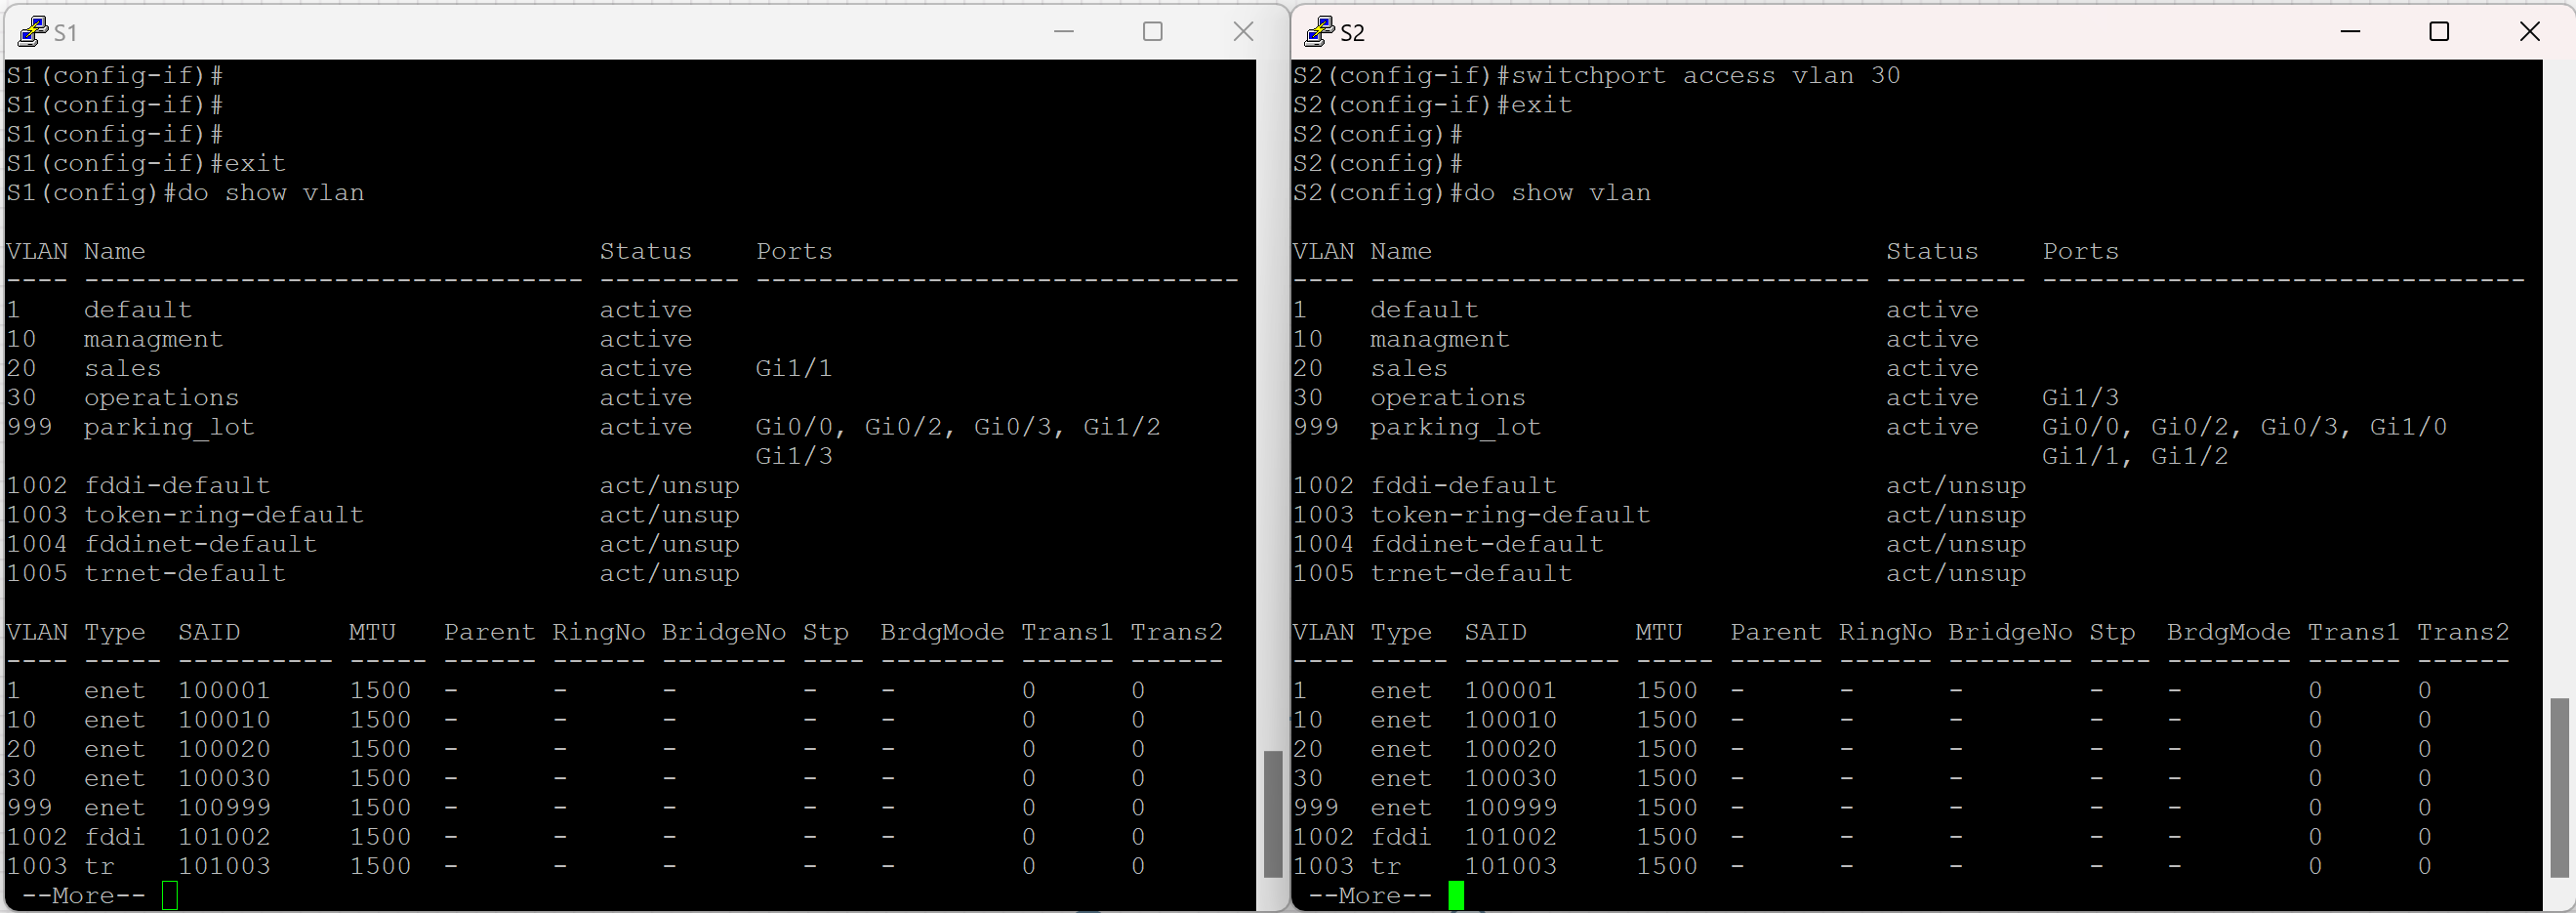 S1
S1(config-if)#
S1(config-if)#
S1(config-if)#
S1(config-if)#exit
S1(config)#do show vlan
VLAN Name                             Status    Ports
---- -------------------------------- --------- -------------------------------
1    default                          active
10   managment                        active
20   sales                            active    Gi1/1
30   operations                       active
999  parking_lot                      active    Gi0/0, Gi0/2, Gi0/3, Gi1/2
                                                Gi1/3
1002 fddi-default                     act/unsup
1003 token-ring-default               act/unsup
1004 fddinet-default                  act/unsup
1005 trnet-default                    act/unsup
VLAN Type  SAID       MTU   Parent RingNo BridgeNo Stp  BrdgMode Trans1 Trans2
---- ----- ---------- ----- ------ ------ -------- ---- -------- ------ ------
1    enet  100001     1500  -      -      -        -    -        0      0
10   enet  100010     1500  -      -      -        -    -        0      0
20   enet  100020     1500  -      -      -        -    -        0      0
30   enet  100030     1500  -      -      -        -    -        0      0
999  enet  100999     1500  -      -      -        -    -        0      0
1002 fddi  101002     1500  -      -      -        -    -        0      0
1003 tr    101003     1500  -      -      -        -    -        0      0
 --More--
S2
S2(config-if)#switchport access vlan 30
S2(config-if)#exit
S2(config)#
S2(config)#
S2(config)#do show vlan
VLAN Name                             Status    Ports
---- -------------------------------- --------- -------------------------------
1    default                          active
10   managment                        active
20   sales                            active
30   operations                       active    Gi1/3
999  parking_lot                      active    Gi0/0, Gi0/2, Gi0/3, Gi1/0
                                                Gi1/1, Gi1/2
1002 fddi-default                     act/unsup
1003 token-ring-default               act/unsup
1004 fddinet-default                  act/unsup
1005 trnet-default                    act/unsup
VLAN Type  SAID       MTU   Parent RingNo BridgeNo Stp  BrdgMode Trans1 Trans2
---- ----- ---------- ----- ------ ------ -------- ---- -------- ------ ------
1    enet  100001     1500  -      -      -        -    -        0      0
10   enet  100010     1500  -      -      -        -    -        0      0
20   enet  100020     1500  -      -      -        -    -        0      0
30   enet  100030     1500  -      -      -        -    -        0      0
999  enet  100999     1500  -      -      -        -    -        0      0
1002 fddi  101002     1500  -      -      -        -    -        0      0
1003 tr    101003     1500  -      -      -        -    -        0      0
 --More--